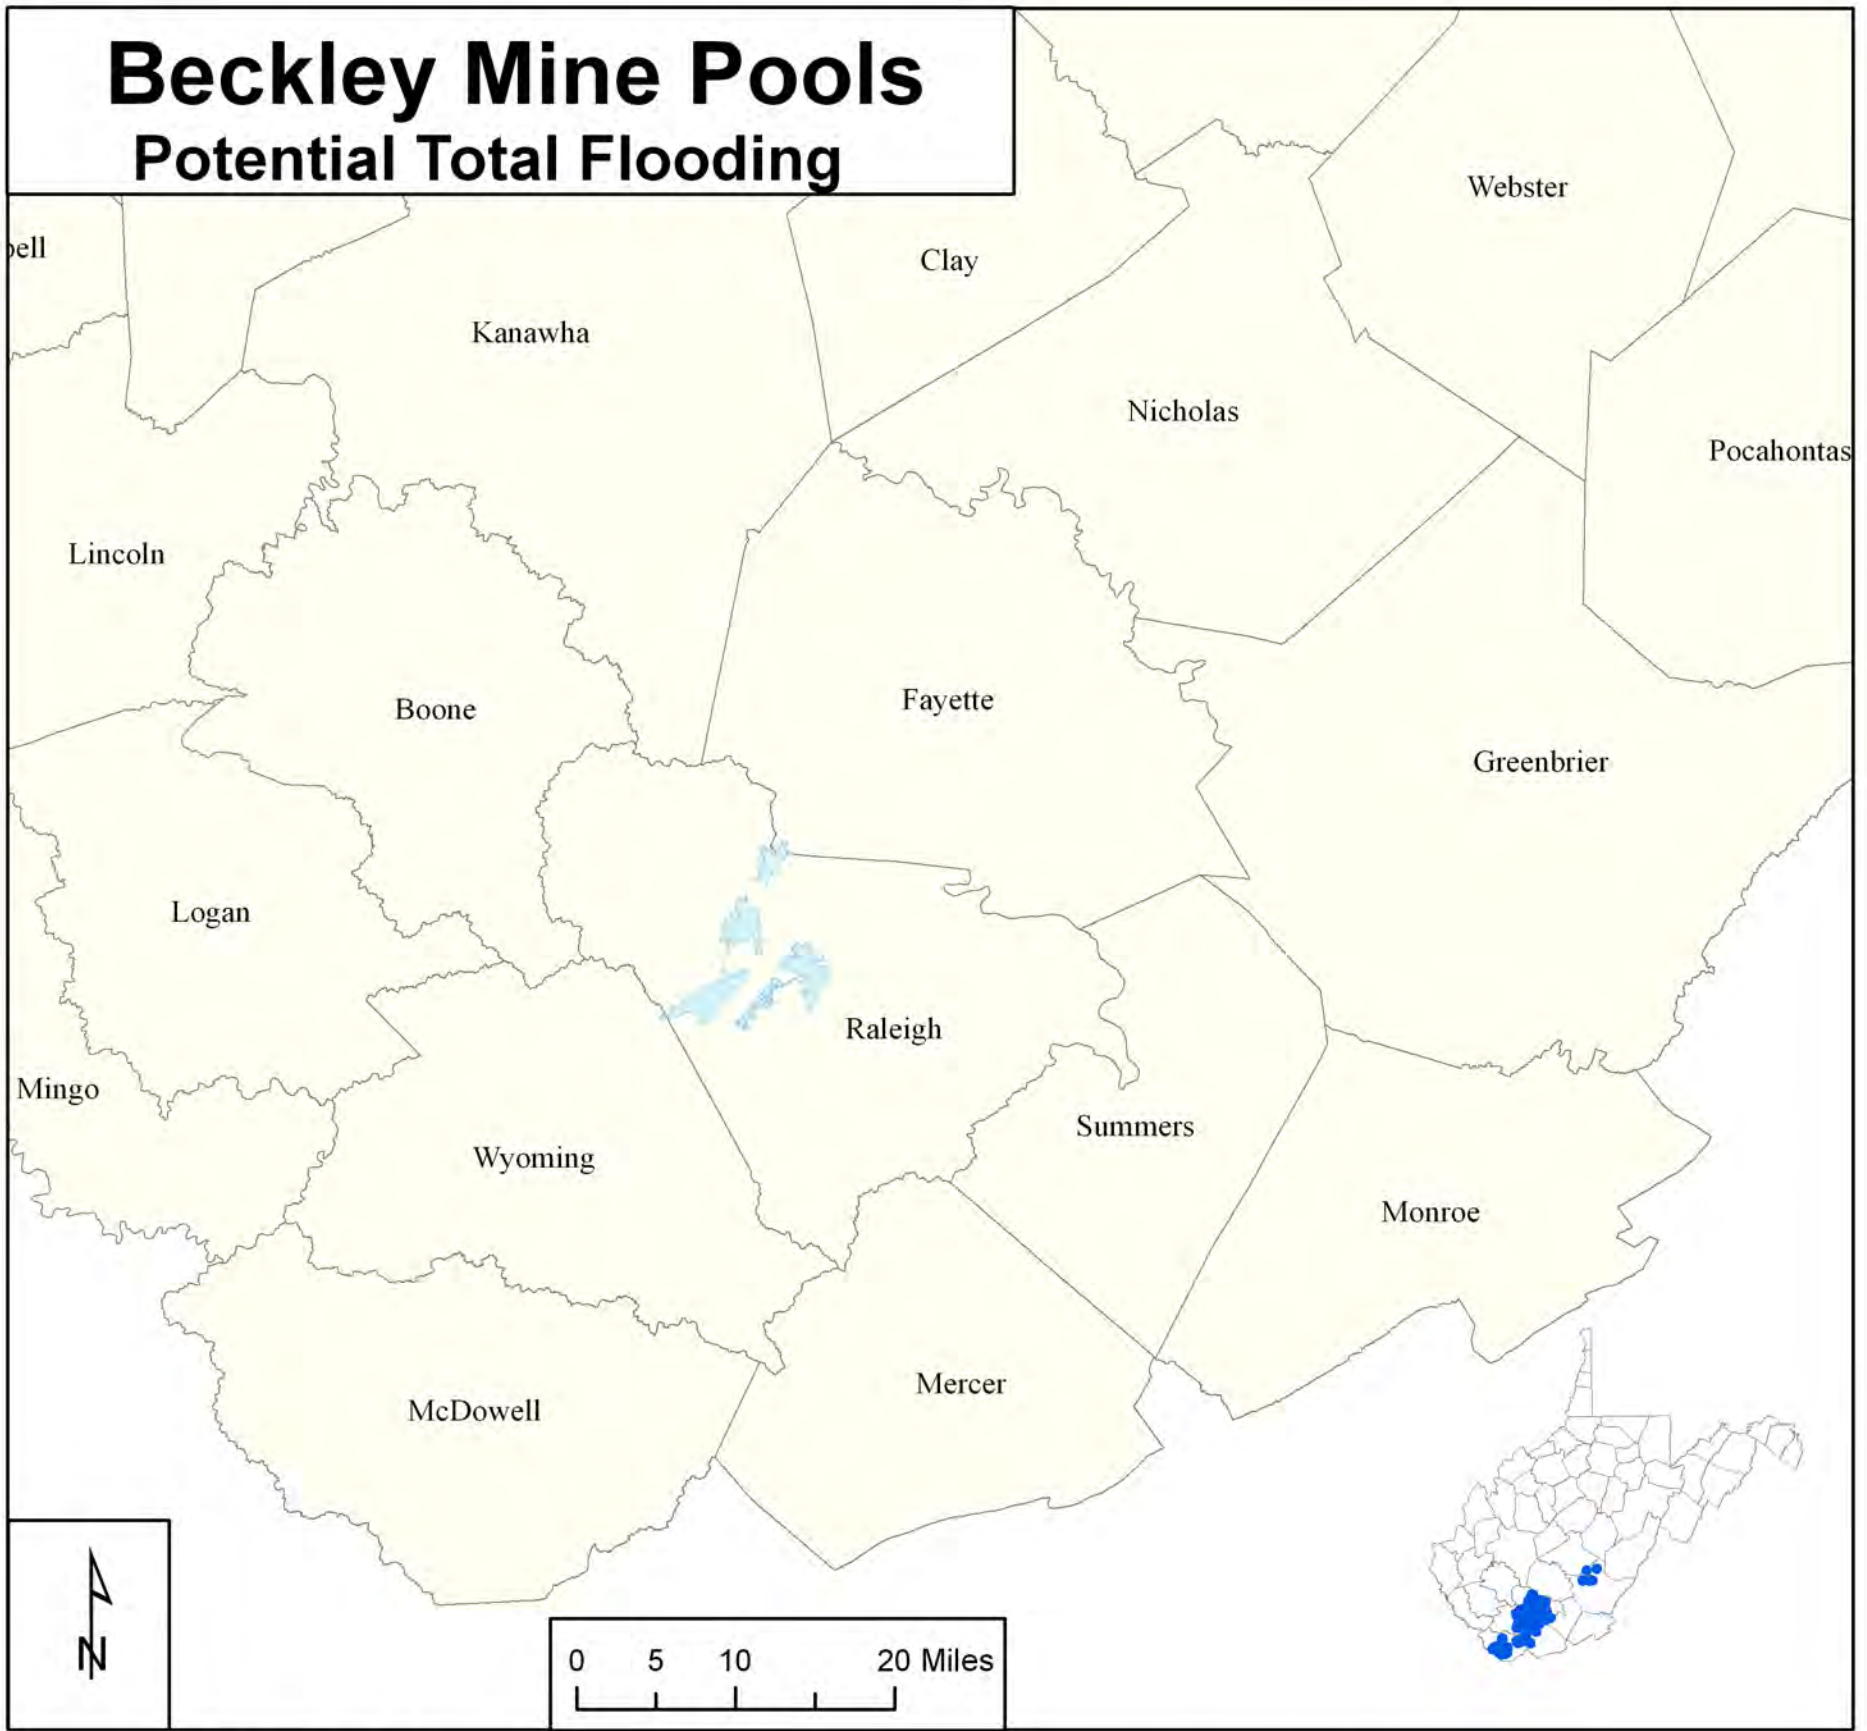 Beckley Mine Pools
Potential Total Flooding
Webster
Clay
Kanawha
Nicholas
Pocahontas
Lincoln
Boone
Fayette
Greenbrier
Logan
Raleigh
Mingo
Summers
Wyoming
Monroe
Mercer
McDowell
N
0 5 10 20 Miles